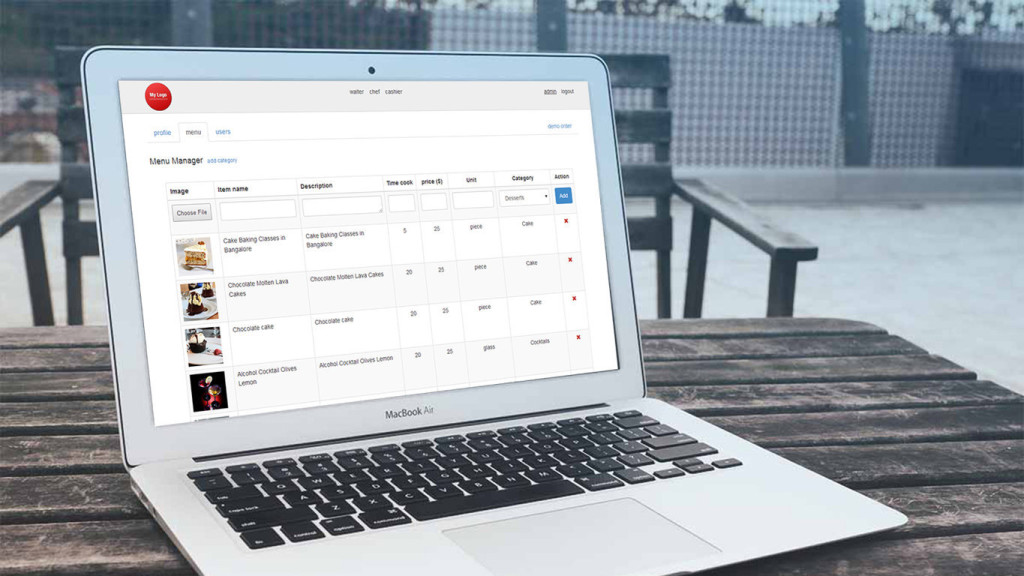 My Logo
waiter chef cashier
admin logout
profile menu users
demo order
Menu Manager add category
Image Item name Description Time cook price ($) Unit Category Action
Choose File Desserts Add
Cake Baking Classes in Bangalore Cake Baking Classes in Bangalore 5 25 piece Cake
Chocolate Molten Lava Cakes Chocolate Molten Lava Cakes 20 25 piece Cake
Chocolate cake Chocolate cake 20 25 piece Cake
Alcohol Cocktail Olives Lemon Alcohol Cocktail Olives Lemon 20 25 glass Cocktails
MacBook Air